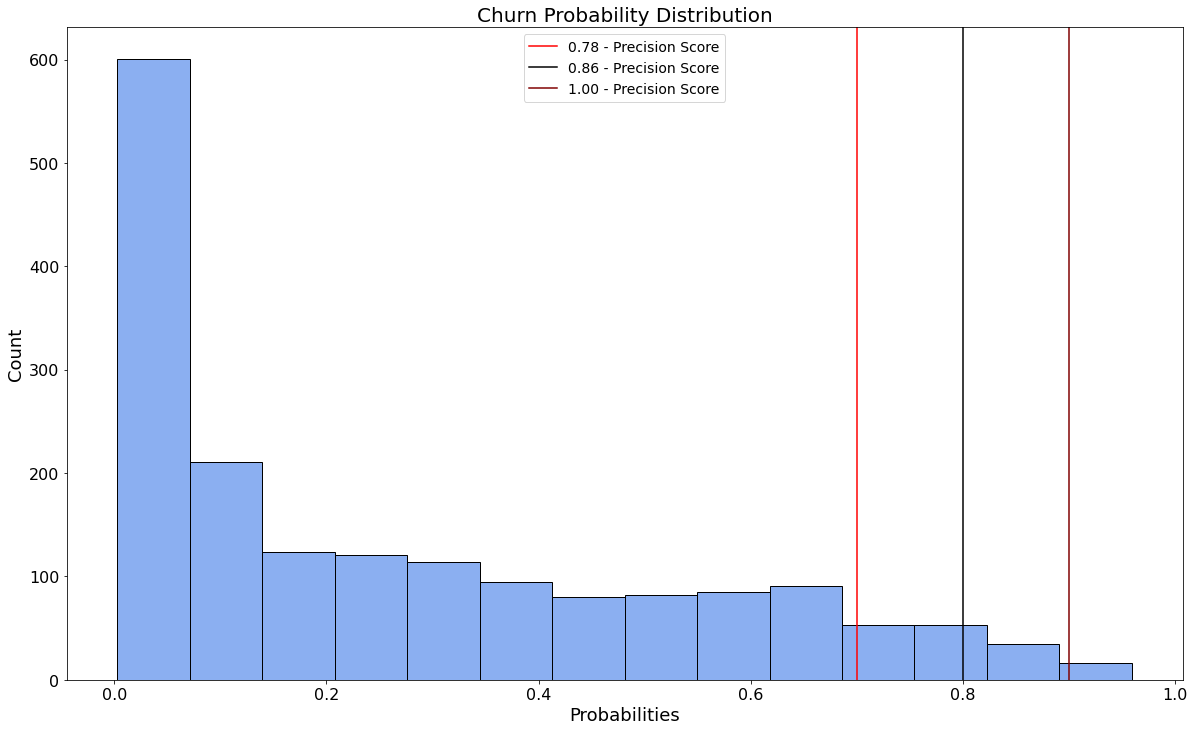 Churn Probability Distribution
0.78 - Precision Score
0.86 - Precision Score
1.00 - Precision Score
Count
600
500
400
300
200
100
0
0.0 0.2 0.4 0.6 0.8 1.0
Probabilities